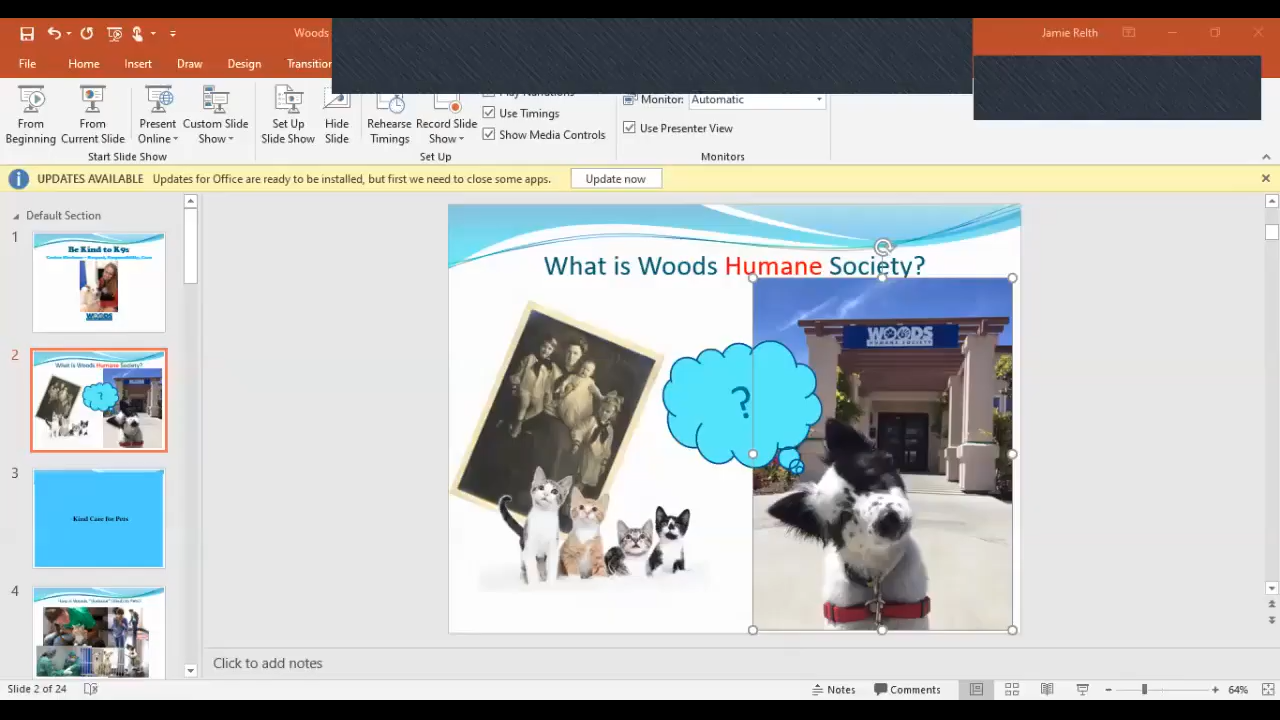 Woods
Jamie Relth
File
Home
Insert
Draw
Design
Transition
From Beginning
From Current Slide
Present Online
Custom Slide Show
Set Up Slide Show
Hide Slide
Rehearse Timings
Record Slide Show
Play Narrations
Use Timings
Show Media Controls
Monitor: Automatic
Use Presenter View
Start Slide Show
Set Up
Monitors
UPDATES AVAILABLE Updates for Office are ready to be installed, but first we need to close some apps. Update now
Default Section
1
Be Kind to K9s
WOODS
2
What is Woods Humane Society?
?
3
Kind Care for Pets
4
What is Woods Humane Society?
?
WOODS
HUMANE SOCIETY
Click to add notes
Slide 2 of 24
Notes
Comments
64%